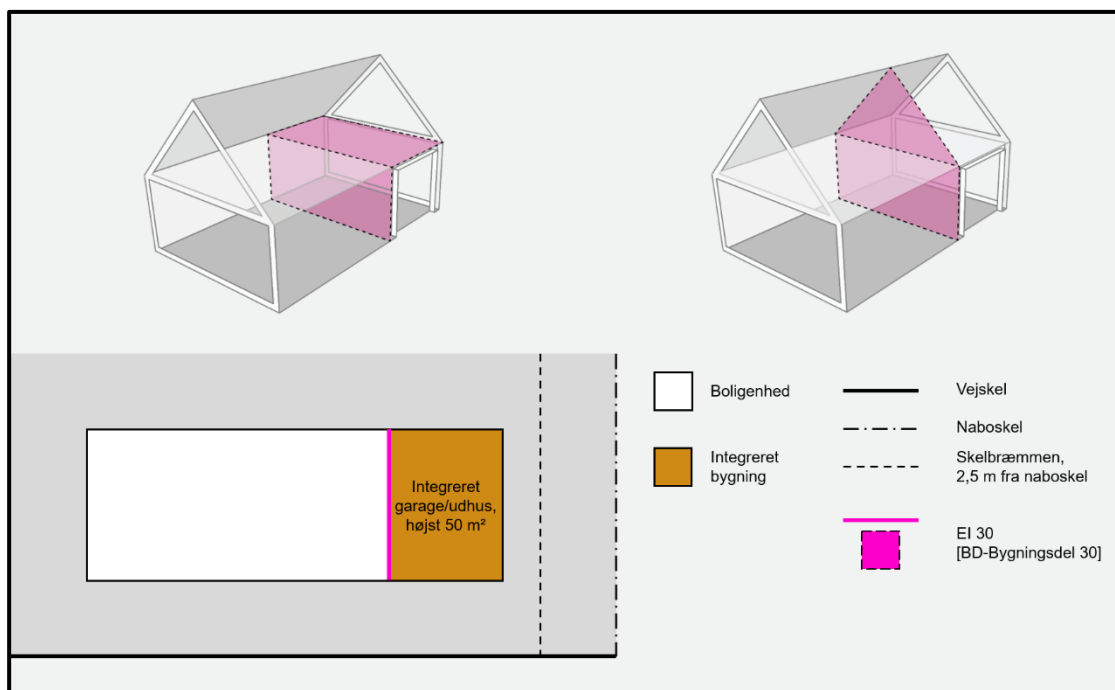 Integreret
garage/udhus,
højst 50 m²
Boligenhed
Integreret
bygning
Vejskel
Naboskel
Skelbræmmen,
2,5 m fra naboskel
EI 30
[BD-Bygningsdel 30]